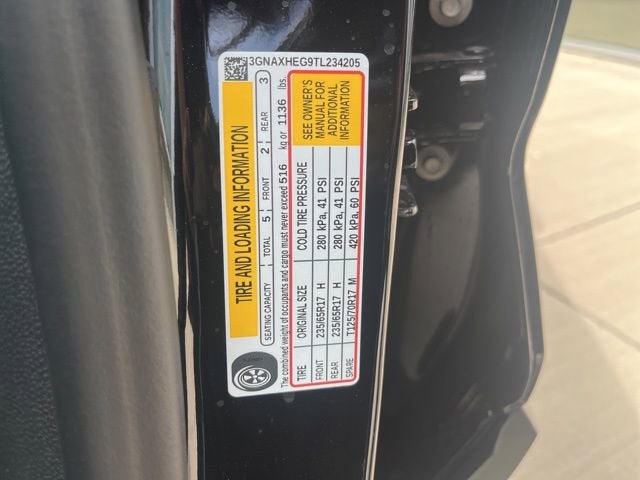 3GNAXHEG9TL234205
TIRE AND LOADING INFORMATION
SEATING CAPACITY TOTAL 5 FRONT 2 REAR 3
The combined weight of occupants and cargo must never exceed 516 kg or 1136 lbs.
TIRE ORIGINAL SIZE COLD TIRE PRESSURE
FRONT 235/65R17 H 280 kPa, 41 PSI
REAR 235/65R17 H 280 kPa, 41 PSI
SPARE T125/70R17 M 420 kPa, 60 PSI
SEE OWNER'S
MANUAL FOR
ADDITIONAL
INFORMATION